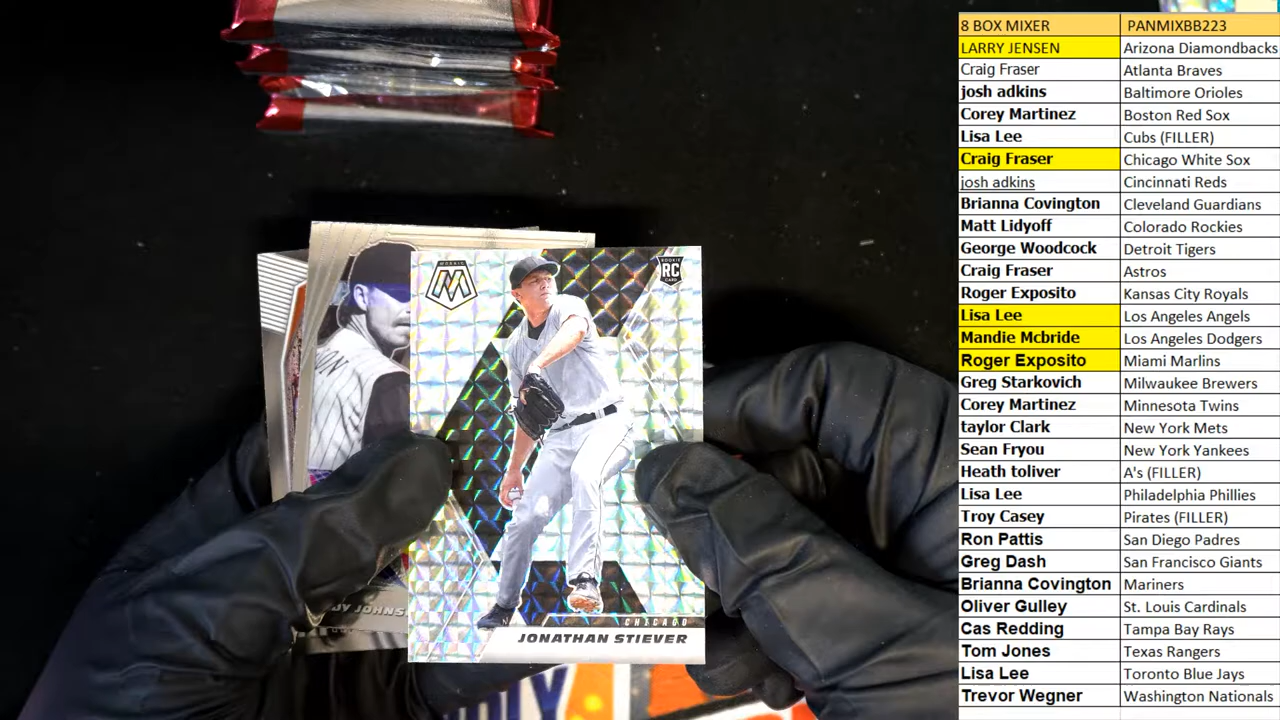 8 BOX MIXER PANMIXBB223
LARRY JENSEN Arizona Diamondbacks
Craig Fraser Atlanta Braves
josh adkins Baltimore Orioles
Corey Martinez Boston Red Sox
Lisa Lee Cubs (FILLER)
Craig Fraser Chicago White Sox
josh adkins Cincinnati Reds
Brianna Covington Cleveland Guardians
Matt Lidyoff Colorado Rockies
George Woodcock Detroit Tigers
Craig Fraser Astros
Roger Exposito Kansas City Royals
Lisa Lee Los Angeles Angels
Mandie Mcbride Los Angeles Dodgers
Roger Exposito Miami Marlins
Greg Starkovich Milwaukee Brewers
Corey Martinez Minnesota Twins
taylor Clark New York Mets
Sean Fryou New York Yankees
Heath toliver A's (FILLER)
Lisa Lee Philadelphia Phillies
Troy Casey Pirates (FILLER)
Ron Pattis San Diego Padres
Greg Dash San Francisco Giants
Brianna Covington Mariners
Oliver Gulley St. Louis Cardinals
Cas Redding Tampa Bay Rays
Tom Jones Texas Rangers
Lisa Lee Toronto Blue Jays
Trevor Wegner Washington Nationals
MOSAIC
M
ROOKIE
RC
CARD
CHICAGO
JONATHAN STIEVER
DY JOHNS